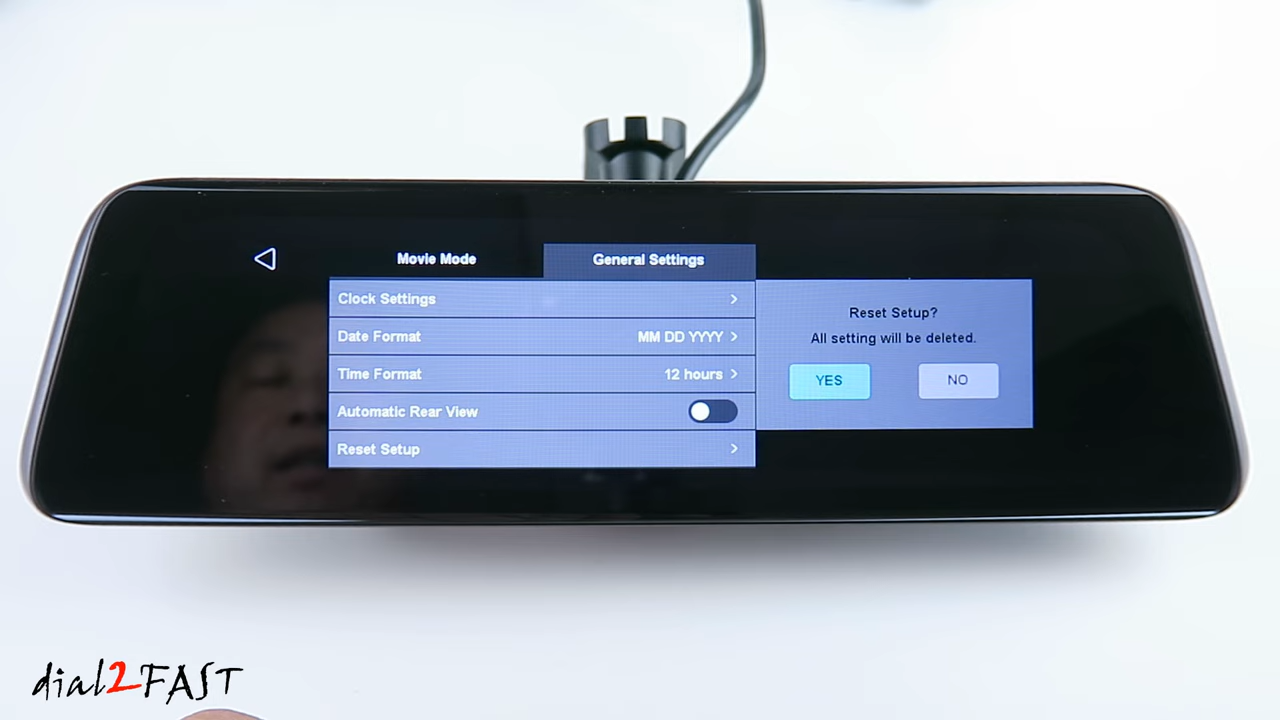 Movie Mode
General Settings
Clock Settings
Date Format MM DD YYYY
Time Format 12 hours
Automatic Rear View
Reset Setup
Reset Setup?
All setting will be deleted.
YES NO
dial2FAST